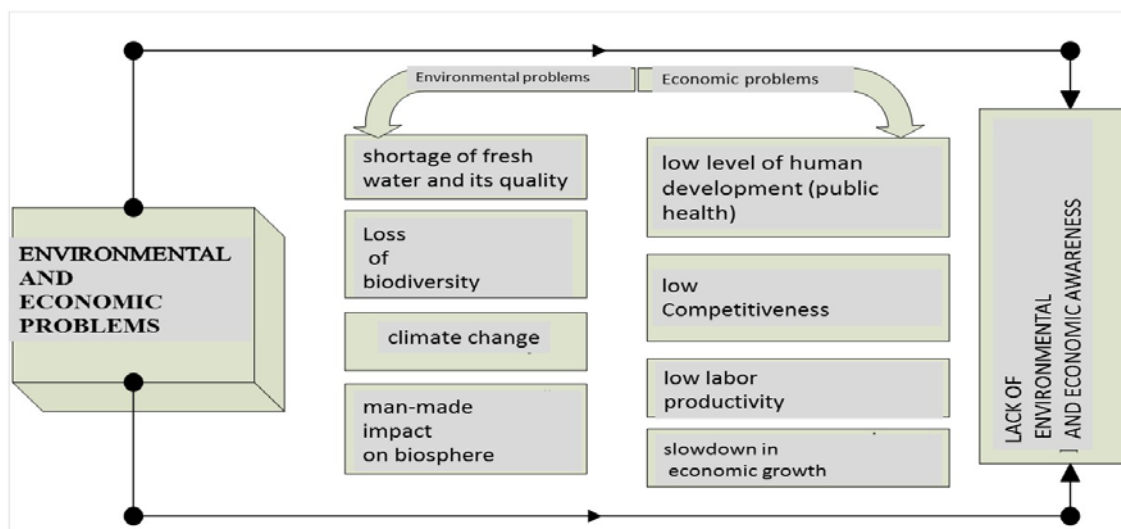 Environmental problems
Economic problems
ENVIRONMENTAL
AND
ECONOMIC
PROBLEMS
shortage of fresh
water and its quality
Loss
of
biodiversity
climate change
man-made
impact
on biosphere
low level of human
development (public
health)
low
Competitiveness
low labor
productivity
slowdown in
economic growth
LACK OF
ENVIRONMENTAL
AND ECONOMIC AWARENESS